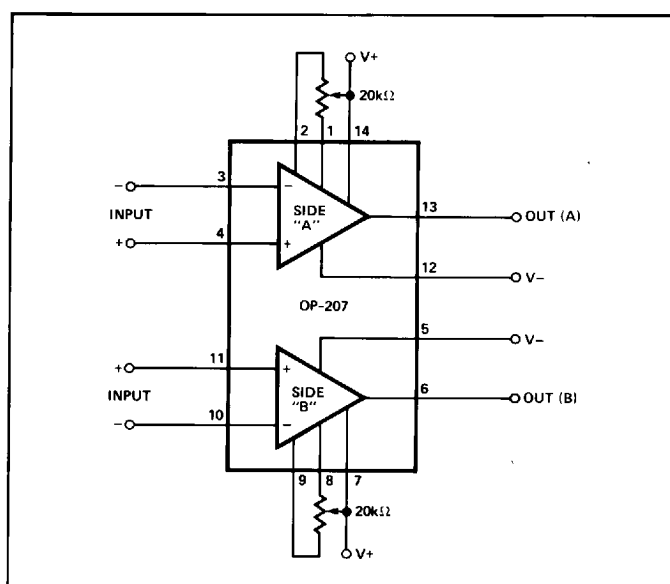 V+
20kΩ
2 1 14
- 3 -
INPUT
SIDE "A"
13 OUT (A)
+ 4 +
12 V-
OP-207
5 V-
+ 11 +
INPUT
SIDE "B"
6 OUT (B)
- 10 -
9 8 7
20kΩ
V+